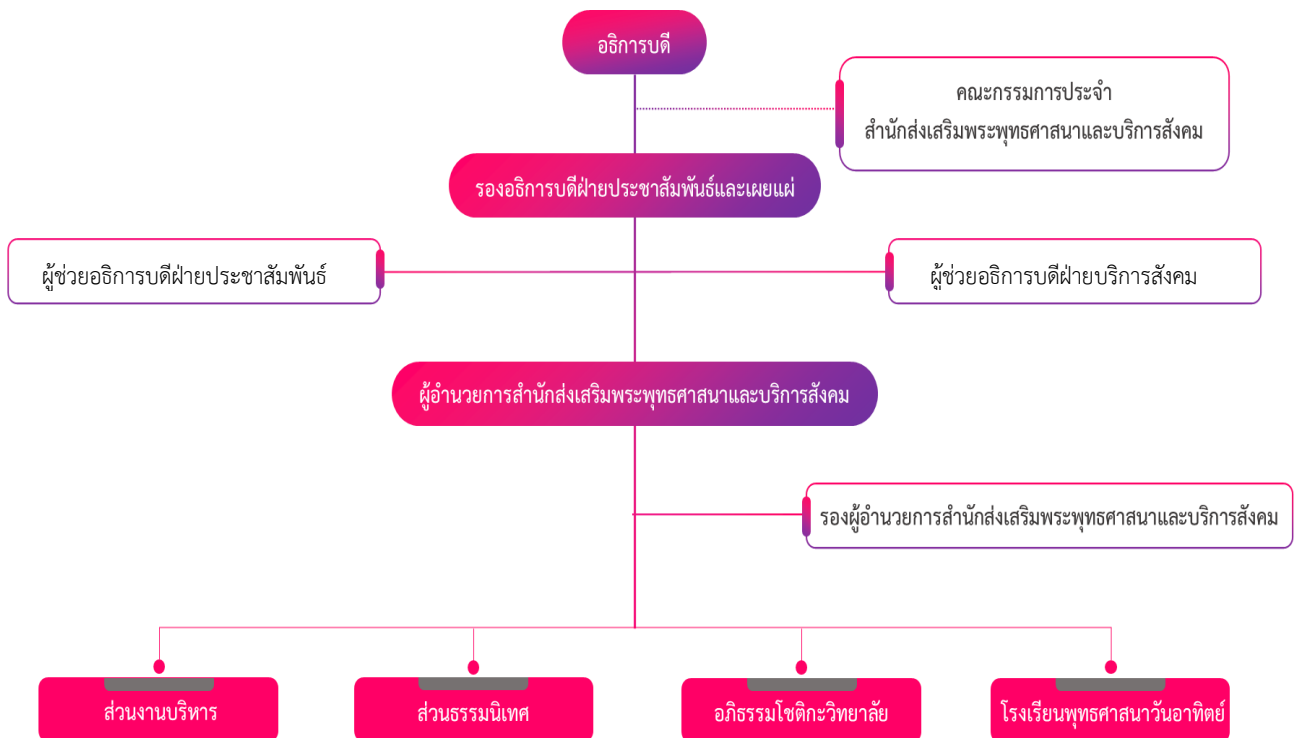 อธิการบดี
คณะกรรมการประจำ
สำนักส่งเสริมพระพุทธศาสนาและบริการสังคม
รองอธิการบดีฝ่ายประชาสัมพันธ์และเผยแผ่
ผู้ช่วยอธิการบดีฝ่ายประชาสัมพันธ์
ผู้ช่วยอธิการบดีฝ่ายบริการสังคม
ผู้อำนวยการสำนักส่งเสริมพระพุทธศาสนาและบริการสังคม
รองผู้อำนวยการสำนักส่งเสริมพระพุทธศาสนาและบริการสังคม
ส่วนงานบริหาร
ส่วนธรรมนิเทศ
อภิธรรมโชติกะวิทยาลัย
โรงเรียนพุทธศาสนาวันอาทิตย์